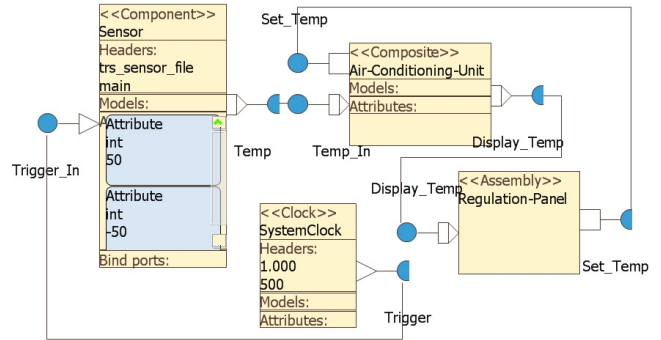 <<Component>>
Sensor
Headers:
trs_sensor_file
main
Models:
A
Attribute
int
50
Attribute
int
-50
Bind ports:
Trigger_In
Temp
Set_Temp
<<Composite>>
Air-Conditioning-Unit
Models:
Attributes:
Temp_In
Display_Temp
Display_Temp
<<Assembly>>
Regulation-Panel
Set_Temp
<<Clock>>
SystemClock
Headers:
1.000
500
Models:
Attributes:
Trigger